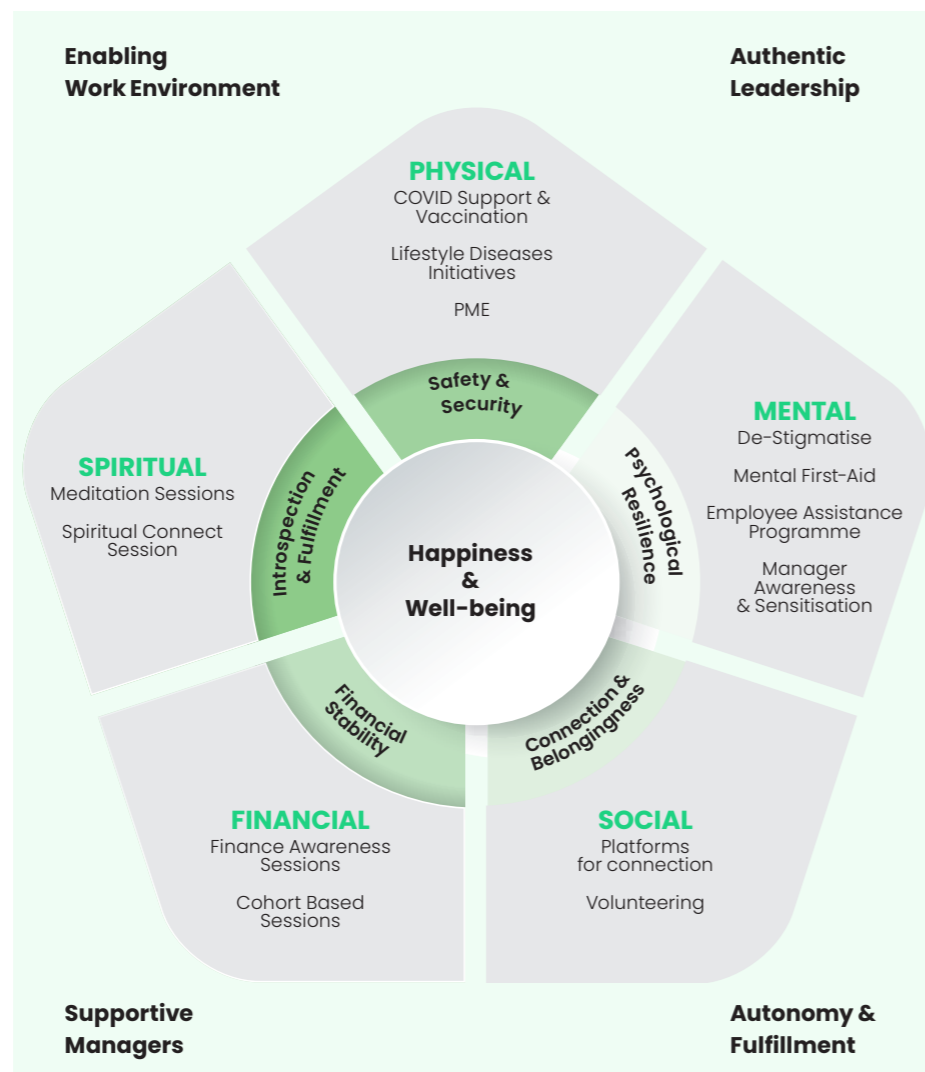 Enabling
Work Environment
Authentic
Leadership
PHYSICAL
COVID Support &
Vaccination
Lifestyle Diseases
Initiatives
PME
Safety &
Security
MENTAL
De-Stigmatise
Mental First-Aid
Employee Assistance
Programme
Manager
Awareness
& Sensitisation
Psychological
Resilience
SPIRITUAL
Meditation Sessions
Spiritual Connect
Session
Introspection
& Fulfillment
Happiness
&
Well-being
Financial
Stability
Connection &
Belongingness
FINANCIAL
Finance Awareness
Sessions
Cohort Based
Sessions
SOCIAL
Platforms
for connection
Volunteering
Supportive
Managers
Autonomy &
Fulfillment